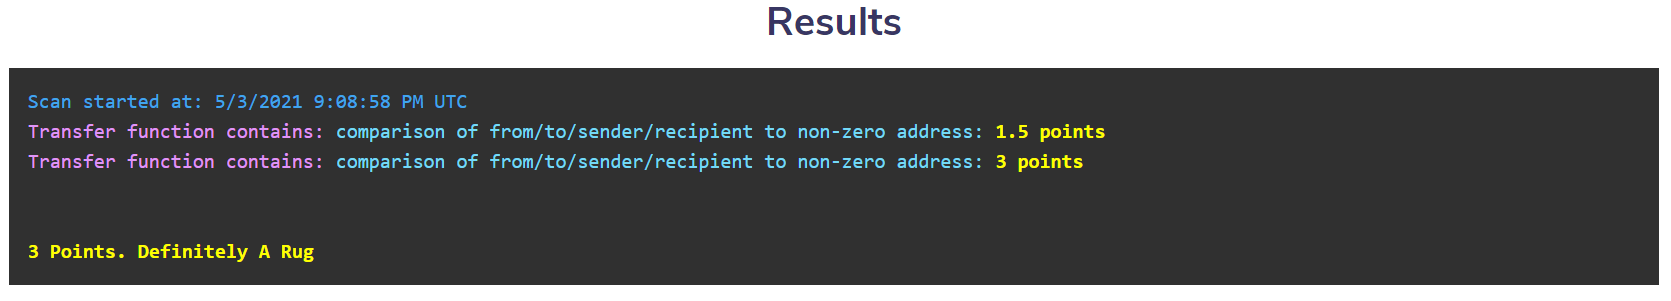 Results
Scan started at: 5/3/2021 9:08:58 PM UTC
Transfer function contains: comparison of from/to/sender/recipient to non-zero address: 1.5 points
Transfer function contains: comparison of from/to/sender/recipient to non-zero address: 3 points
3 Points. Definitely A Rug